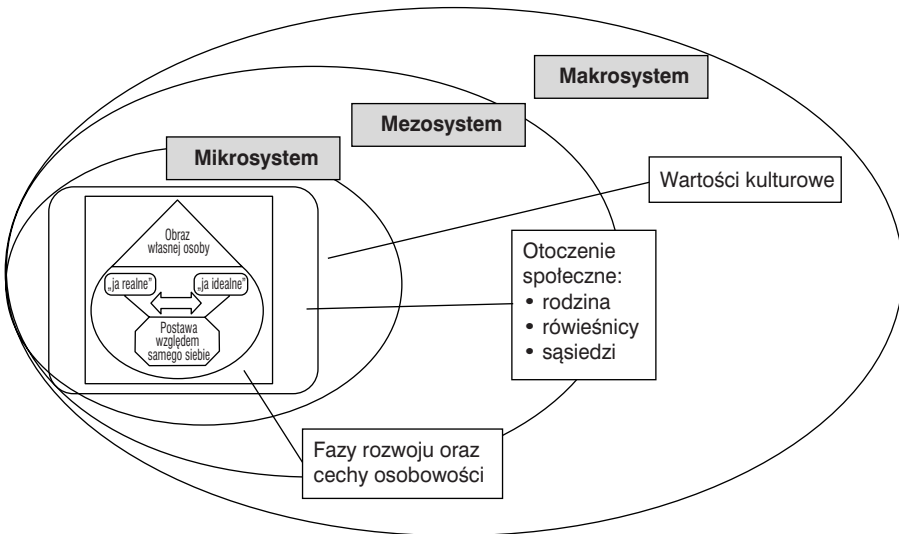 Makrosystem
Mezosystem
Mikrosystem
Wartości kulturowe
Obraz
własnej osoby
„ja realne”
„ja idealne”
Postawa
względem
samego siebie
Otoczenie
społeczne:
• rodzina
• rówieśnicy
• sąsiedzi
Fazy rozwoju oraz
cechy osobowości